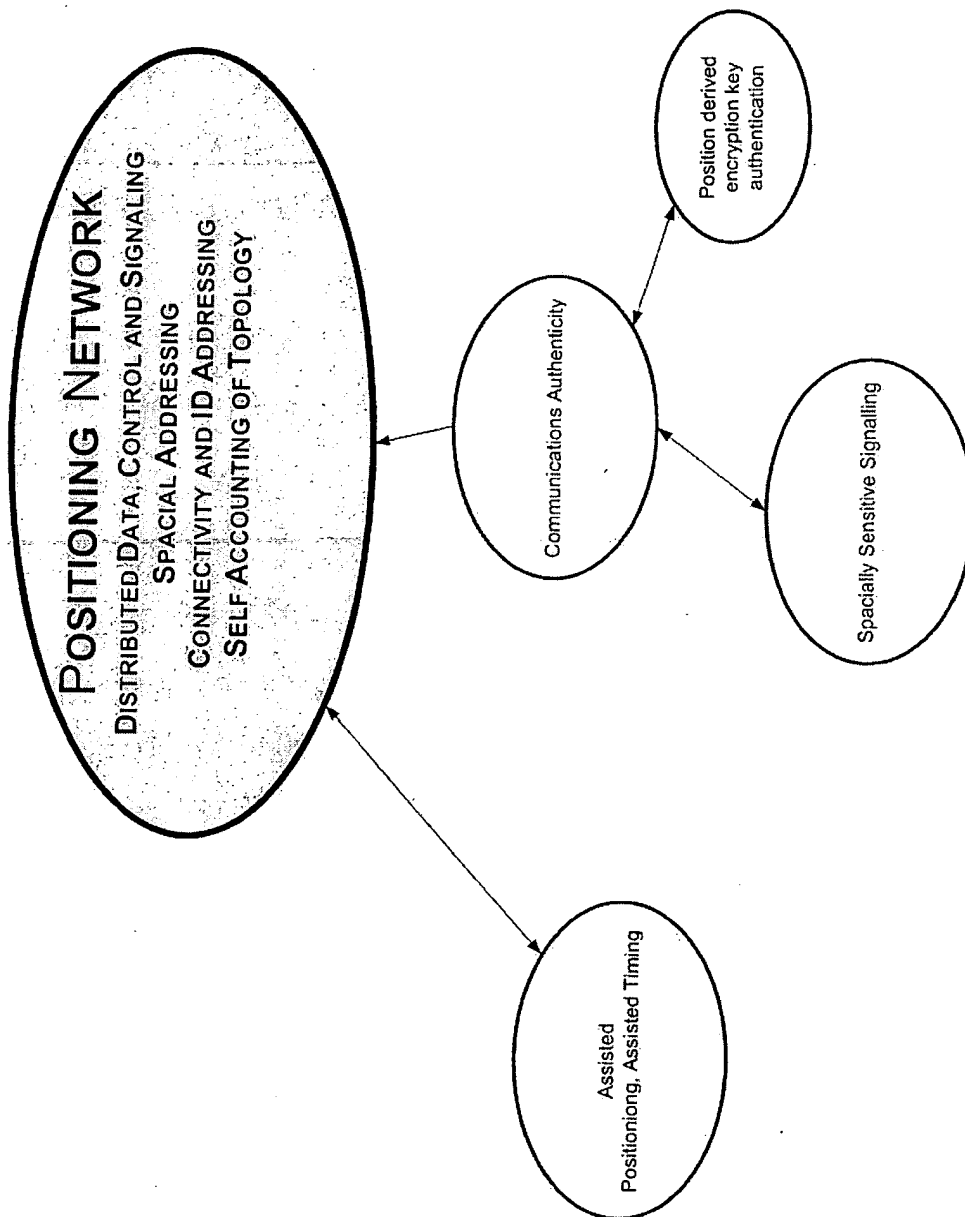 POSITIONING NETWORK
DISTRIBUTED DATA, CONTROL AND SIGNALING
SPACIAL ADDRESSING
CONNECTIVITY AND ID ADDRESSING
SELF ACCOUNTING OF TOPOLOGY
Assisted
Positioniong, Assisted Timing
Communications Authenticity
Spacially Sensitive Signalling
Position derived
encryption key
authentication